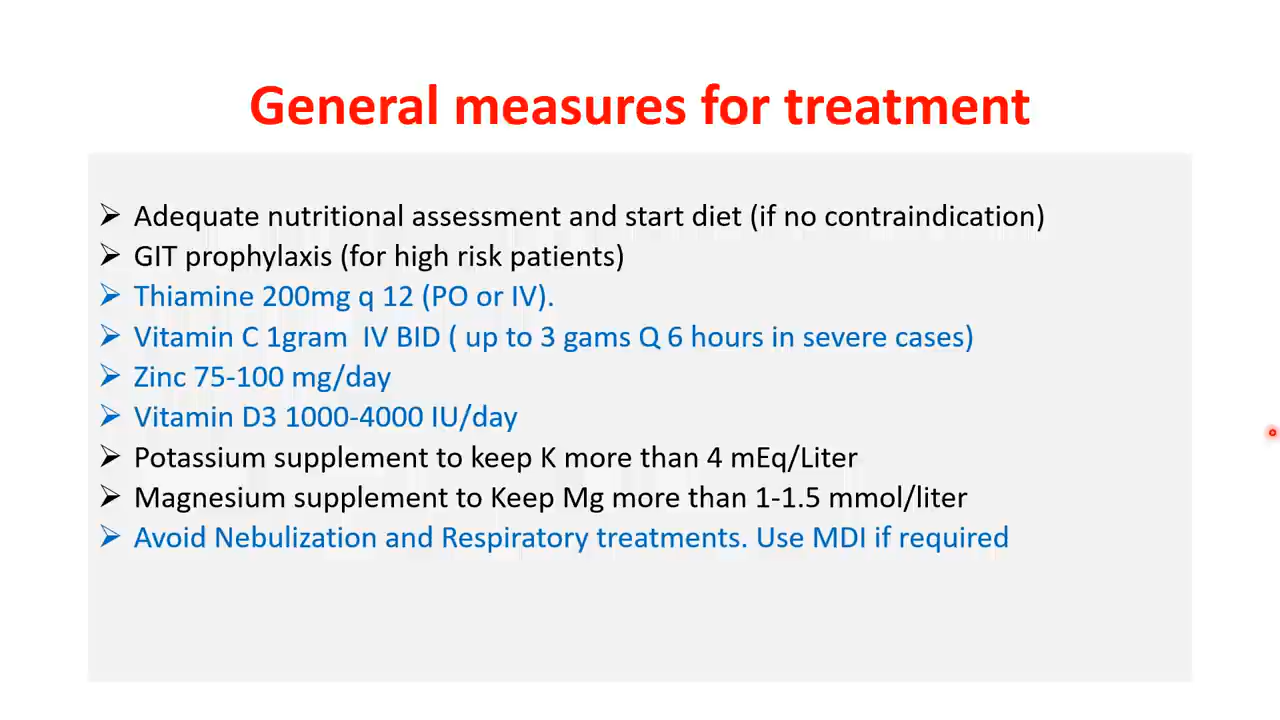 General measures for treatment
➢ Adequate nutritional assessment and start diet (if no contraindication)
➢ GIT prophylaxis (for high risk patients)
➢ Thiamine 200mg q 12 (PO or IV).
➢ Vitamin C 1gram  IV BID ( up to 3 gams Q 6 hours in severe cases)
➢ Zinc 75-100 mg/day
➢ Vitamin D3 1000-4000 IU/day
➢ Potassium supplement to keep K more than 4 mEq/Liter
➢ Magnesium supplement to Keep Mg more than 1-1.5 mmol/liter
➢ Avoid Nebulization and Respiratory treatments. Use MDI if required